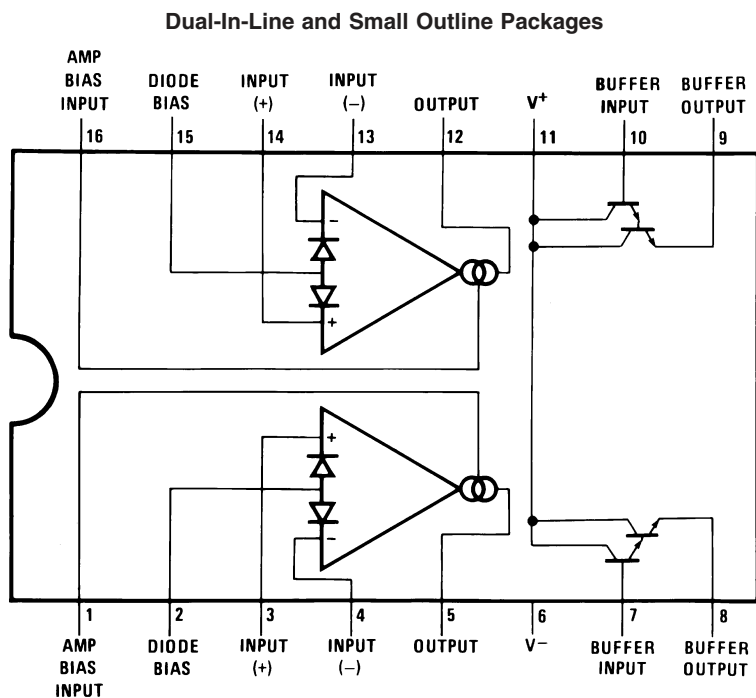 Dual-In-Line and Small Outline Packages
AMP
BIAS
INPUT
DIODE
BIAS
INPUT
(+)
INPUT
(−)
OUTPUT
V+
BUFFER
INPUT
BUFFER
OUTPUT
16
15
14
13
12
11
10
9
−
+
+
−
1
2
3
4
5
6
7
8
AMP
BIAS
INPUT
DIODE
BIAS
INPUT
(+)
INPUT
(−)
OUTPUT
V−
BUFFER
INPUT
BUFFER
OUTPUT